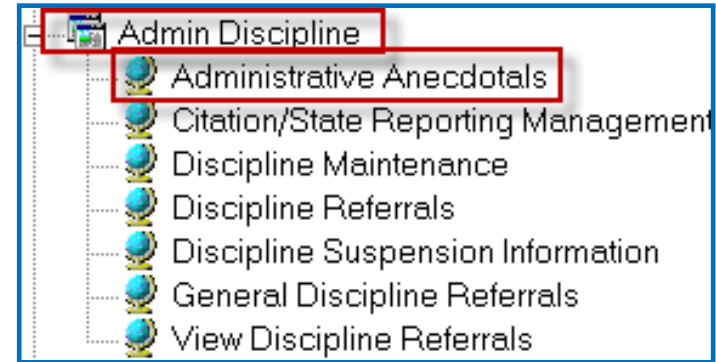 Admin Discipline
Administrative Anecdotals
Citation/State Reporting Management
Discipline Maintenance
Discipline Referrals
Discipline Suspension Information
General Discipline Referrals
View Discipline Referrals